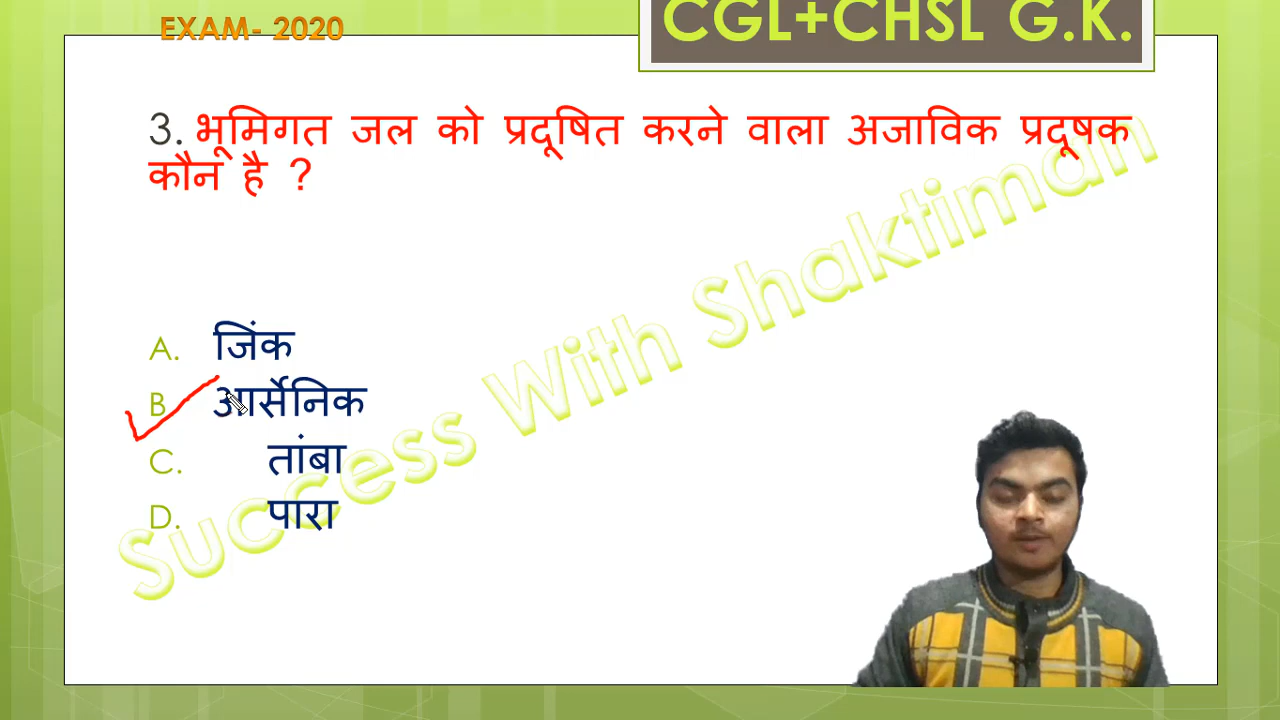 EXAM- 2020
CGL+CHSL G.K.
3. भूमिगत जल को प्रदूषित करने वाला अजाविक प्रदूषक
कौन है ?
A. जिंक
B. आर्सेनिक
C. तांबा
D. पारा
Success With Shaktiman